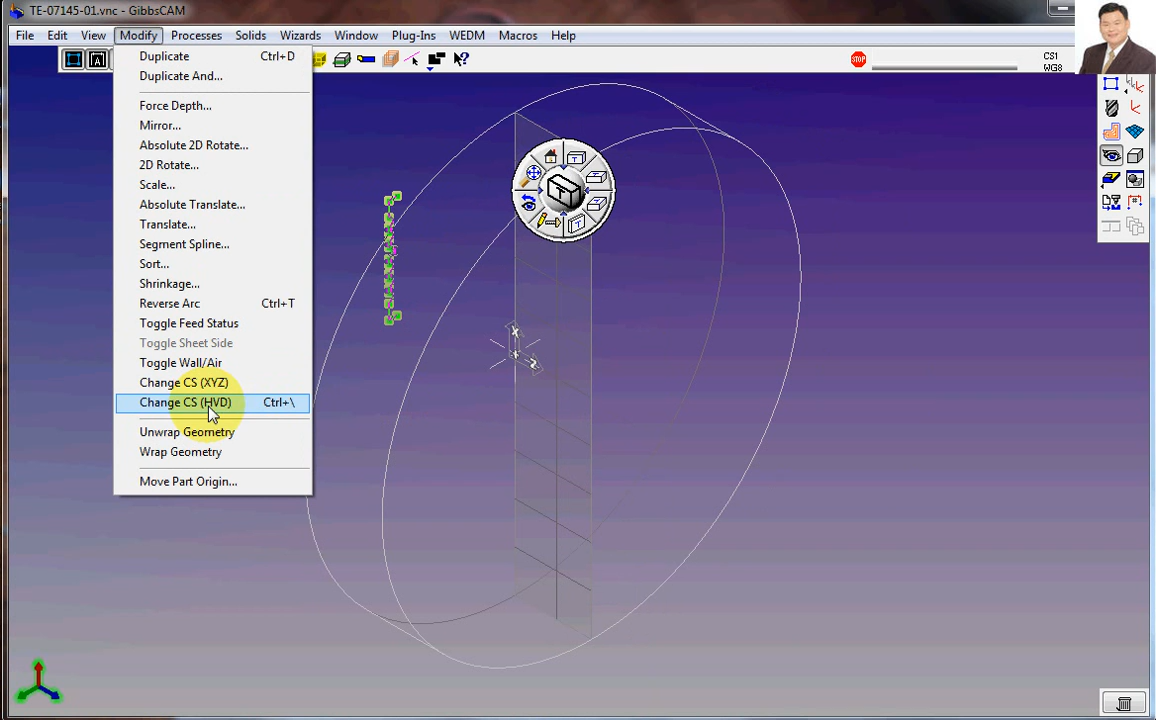 TE-07145-01.vnc - GibbsCAM
File Edit View Modify Processes Solids Wizards Window Plug-Ins WEDM Macros Help
A
STOP
CS1
WG8
Duplicate Ctrl+D
Duplicate And...
Force Depth...
Mirror...
Absolute 2D Rotate...
2D Rotate...
Scale...
Absolute Translate...
Translate...
Segment Spline...
Sort...
Shrinkage...
Reverse Arc Ctrl+T
Toggle Feed Status
Toggle Sheet Side
Toggle Wall/Air
Change CS (XYZ)
Change CS (HVD) Ctrl+\
Unwrap Geometry
Wrap Geometry
Move Part Origin...
T
T
T
X
Z